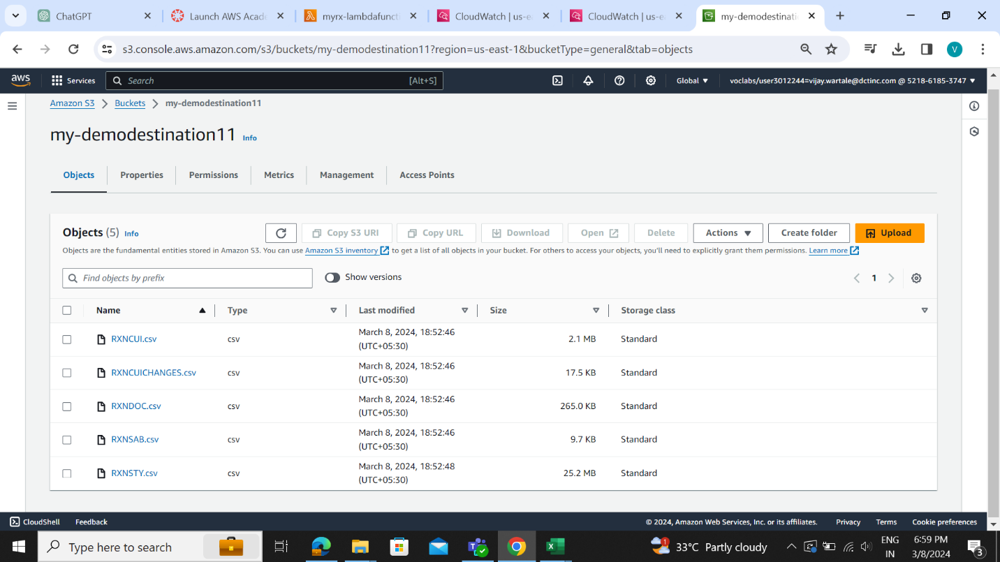 ChatGPT
Launch AWS Acade
myrx-lambdafuncti
CloudWatch | us-ea
CloudWatch | us-ea
my-demodestinatio
s3.console.aws.amazon.com/s3/buckets/my-demodestination11?region=us-east-1&bucketType=general&tab=objects
V
aws
Services
Search
[Alt+S]
Global
voclabs/user3012244=vijay.wartale@dctinc.com @ 5218-6185-3747
Amazon S3 > Buckets > my-demodestination11
my-demodestination11 Info
Objects
Properties
Permissions
Metrics
Management
Access Points
Objects (5) Info
Copy S3 URI
Copy URL
Download
Open
Delete
Actions
Create folder
Upload
Objects are the fundamental entities stored in Amazon S3. You can use Amazon S3 inventory to get a list of all objects in your bucket. For others to access your objects, you'll need to explicitly grant them permissions. Learn more
Find objects by prefix
Show versions
1
Name Type Last modified Size Storage class
RXNCUI.csv csv March 8, 2024, 18:52:46 (UTC+05:30) 2.1 MB Standard
RXNCUICHANGES.csv csv March 8, 2024, 18:52:46 (UTC+05:30) 17.5 KB Standard
RXNDOC.csv csv March 8, 2024, 18:52:46 (UTC+05:30) 265.0 KB Standard
RXNSAB.csv csv March 8, 2024, 18:52:46 (UTC+05:30) 9.7 KB Standard
RXNSTY.csv csv March 8, 2024, 18:52:48 (UTC+05:30) 25.2 MB Standard
CloudShell
Feedback
© 2024, Amazon Web Services, Inc. or its affiliates.
Privacy
Terms
Cookie preferences
Type here to search
1
33°C Partly cloudy
ENG
IN
6:59 PM
3/8/2024
3